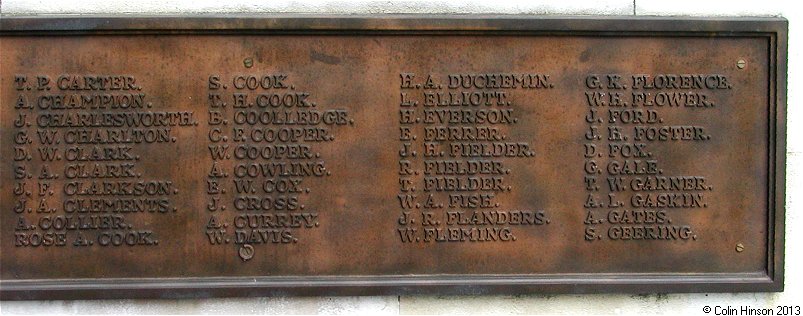 T. P. CARTER.
A. CHAMPION.
J. CHARLESWORTH.
G. W. CHARLTON.
D. W. CLARK.
S. A. CLARK.
J. F. CLARKSON.
J. A. CLEMENTS.
A. COLLIER.
ROSE A. COOK.
S. COOK.
T. H. COOK.
B. COOLLEDGE.
C. F. COOPER.
W. COOPER.
A. COWLING.
E. W. COX.
J. CROSS.
A. CURREY.
W. DAVIS.
H. A. DUCHEMIN.
L. ELLIOTT.
H. EVERSON.
E. FERRER.
J. H. FIELDER.
R. FIELDER.
T. FIELDER.
W. A. FISH.
J. R. FLANDERS.
W. FLEMING.
G. K. FLORENCE.
W. H. FLOWER.
J. FORD.
J. H. FOSTER.
D. FOX.
G. GALE.
T. W. GARNER.
A. L. GASKIN.
A. GATES.
S. GEERING.
© Colin Hinson 2013